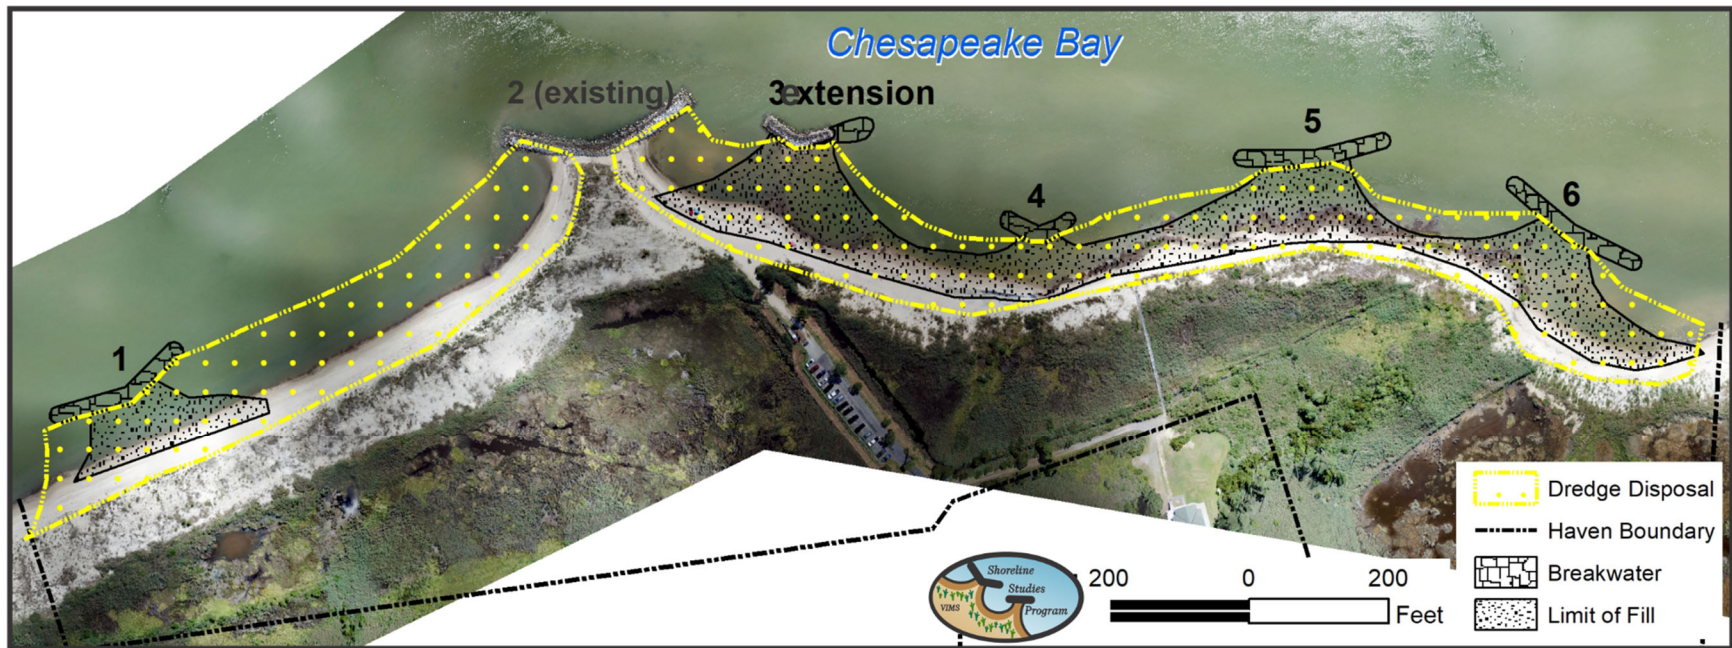 Chesapeake Bay
2 (existing)
3 extension
5
4
6
1
Dredge Disposal
Haven Boundary
Breakwater
Limit of Fill
200 0 200
Feet
Shoreline
Studies
VIMS Program